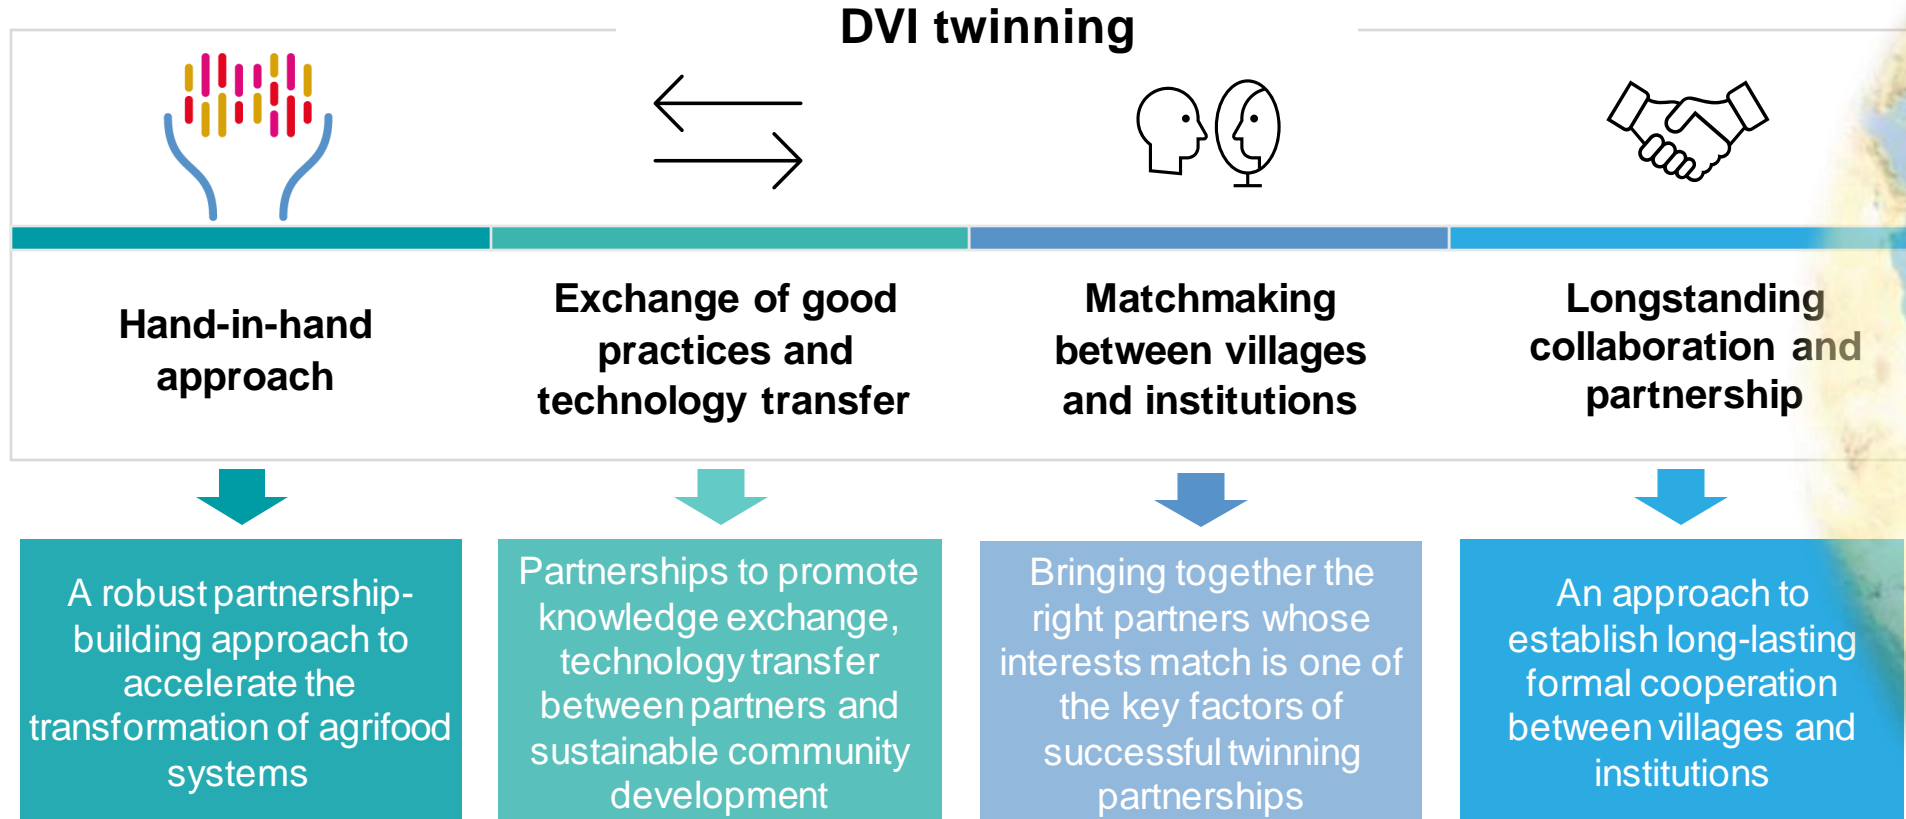 DVI twinning
Hand-in-hand
approach
Exchange of good
practices and
technology transfer
Matchmaking
between villages
and institutions
Longstanding
collaboration and
partnership
A robust partnership-
building approach to
accelerate the
transformation of agrifood
systems
Partnerships to promote
knowledge exchange,
technology transfer
between partners and
sustainable community
development
Bringing together the
right partners whose
interests match is one of
the key factors of
successful twinning
partnerships
An approach to
establish long-lasting
formal cooperation
between villages and
institutions